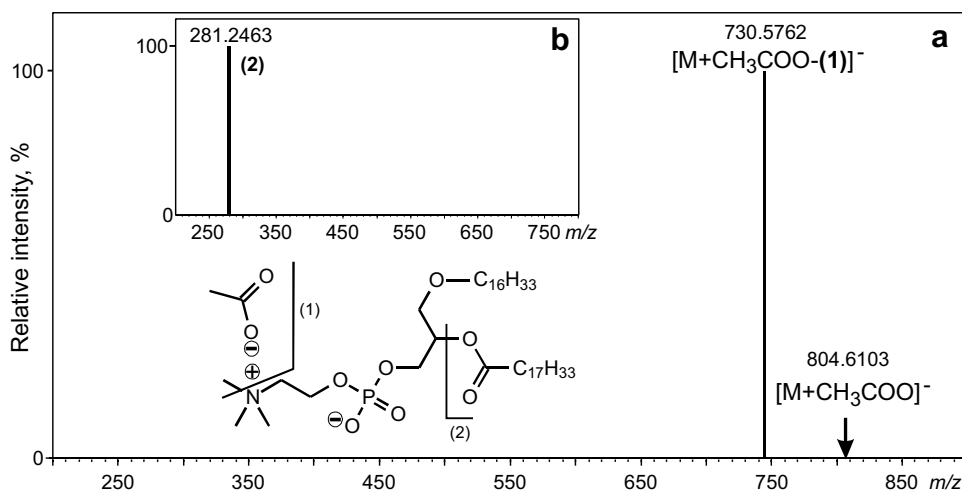 281.2463
b
730.5762
a
100
(2)
[M+CH₃COO-(1)]⁻
100
Relative intensity, %
0
250 350 450 550 650 750 m/z
O
O
⊖
⊕
N
(1)
O
C₁₆H₃₃
O
O
P
O
O
⊖
O
C₁₇H₃₃
O
(2)
804.6103
[M+CH₃COO]⁻
0
250 350 450 550 650 750 850 m/z